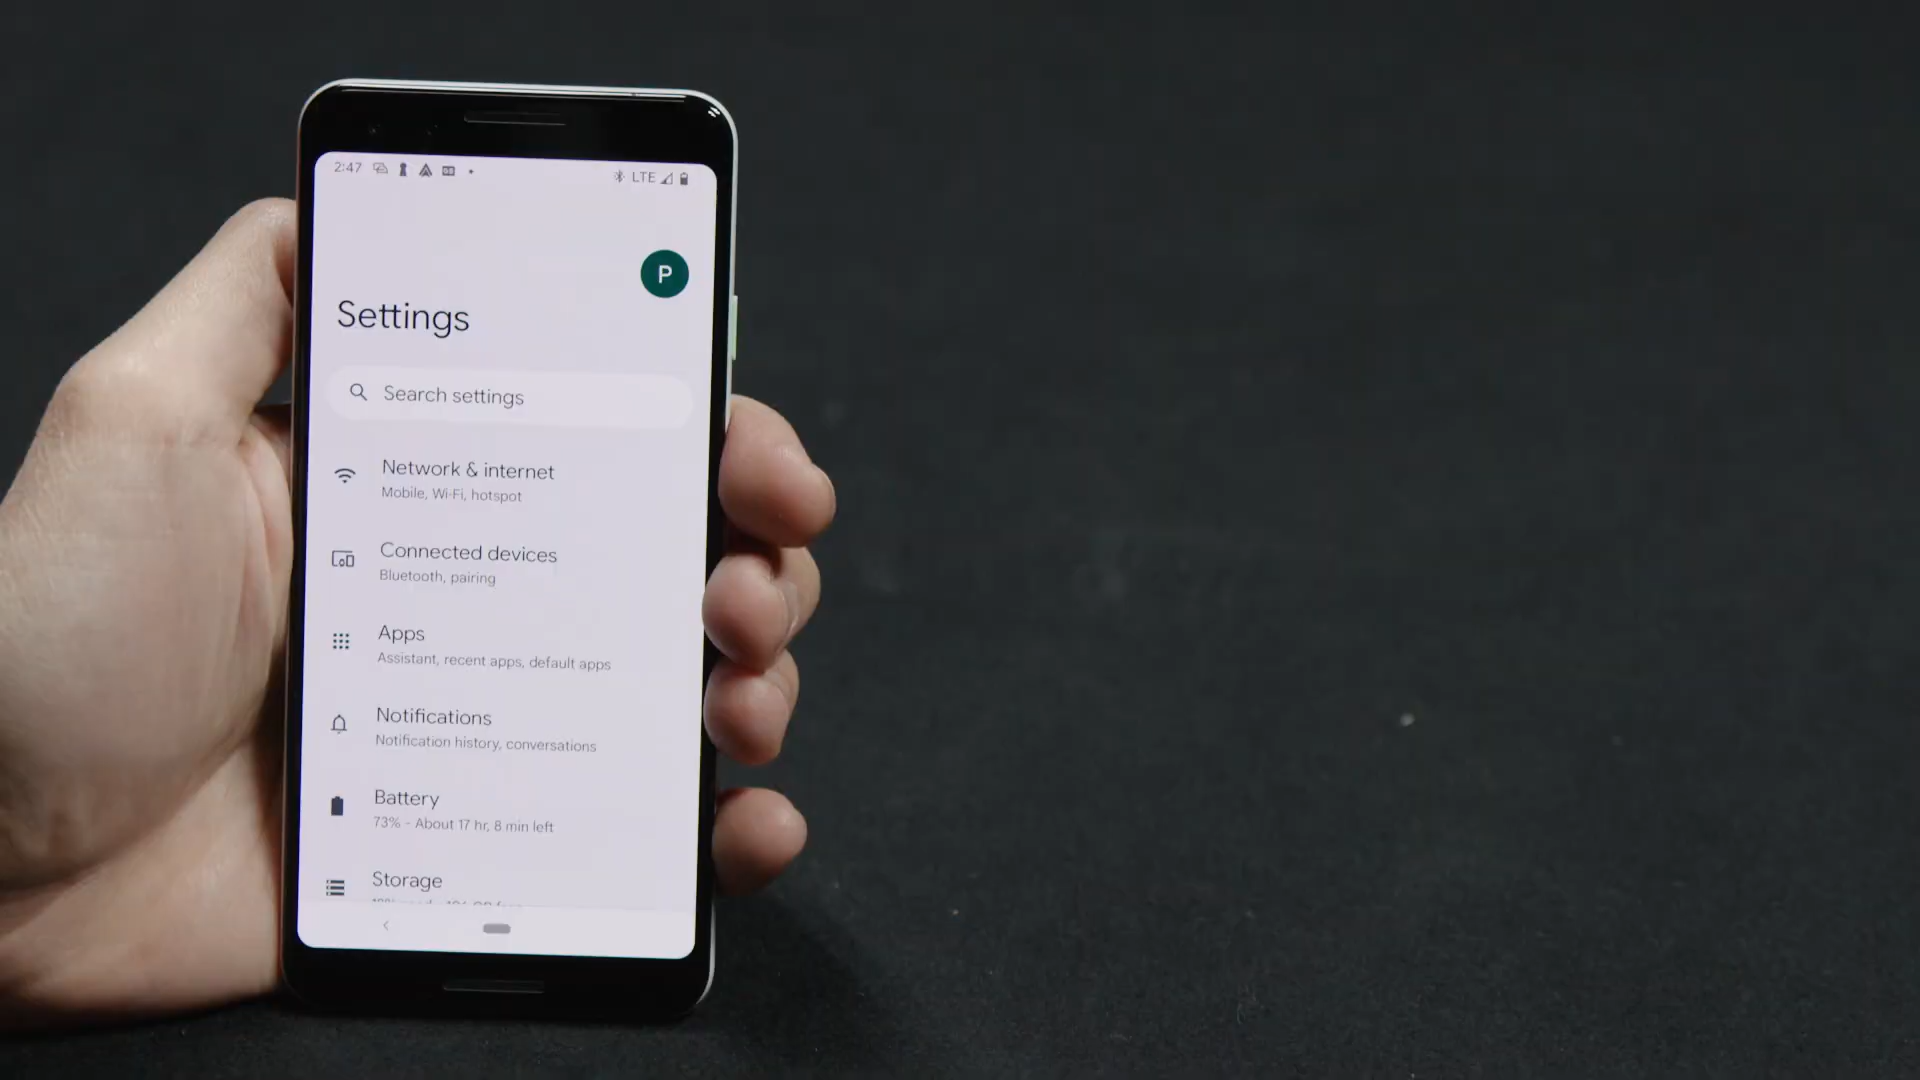 2:47
LTE
P
Settings
Search settings
Network & internet
Mobile, Wi-Fi, hotspot
Connected devices
Bluetooth, pairing
Apps
Assistant, recent apps, default apps
Notifications
Notification history, conversations
Battery
73% - About 17 hr, 8 min left
Storage